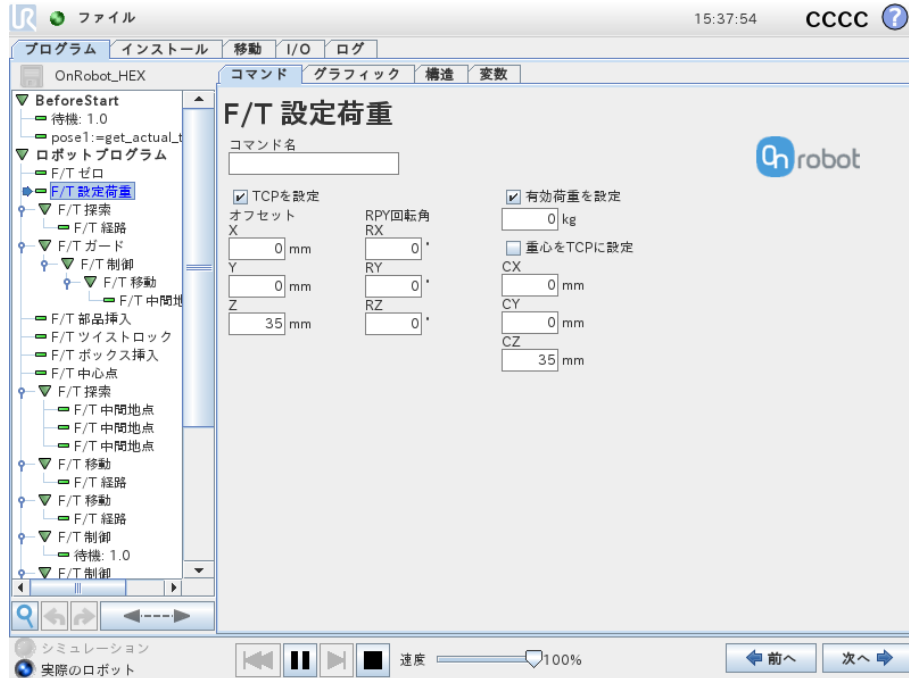 ファイル
15:37:54
CCCC
?
プログラム インストール 移動 I/O ログ
OnRobot_HEX
コマンド グラフィック 構造 変数
BeforeStart
待機: 1.0
pose1:=get_actual_t
ロボットプログラム
F/T ゼロ
F/T 設定荷重
F/T 探索
F/T 経路
F/T ガード
F/T 制御
F/T 移動
F/T 中間地
F/T 部品挿入
F/T ツイストロック
F/T ボックス挿入
F/T 中心点
F/T 探索
F/T 中間地点
F/T 中間地点
F/T 中間地点
F/T 移動
F/T 経路
F/T 移動
F/T 経路
F/T 制御
待機: 1.0
F/T 制御
F/T 設定荷重
コマンド名
On robot
TCPを設定
オフセット
X
0 mm
Y
0 mm
Z
35 mm
RPY回転角
RX
0 °
RY
0 °
RZ
0 °
有効荷重を設定
0 kg
重心をTCPに設定
CX
0 mm
CY
0 mm
CZ
35 mm
シミュレーション
実際のロボット
速度 100%
前へ 次へ